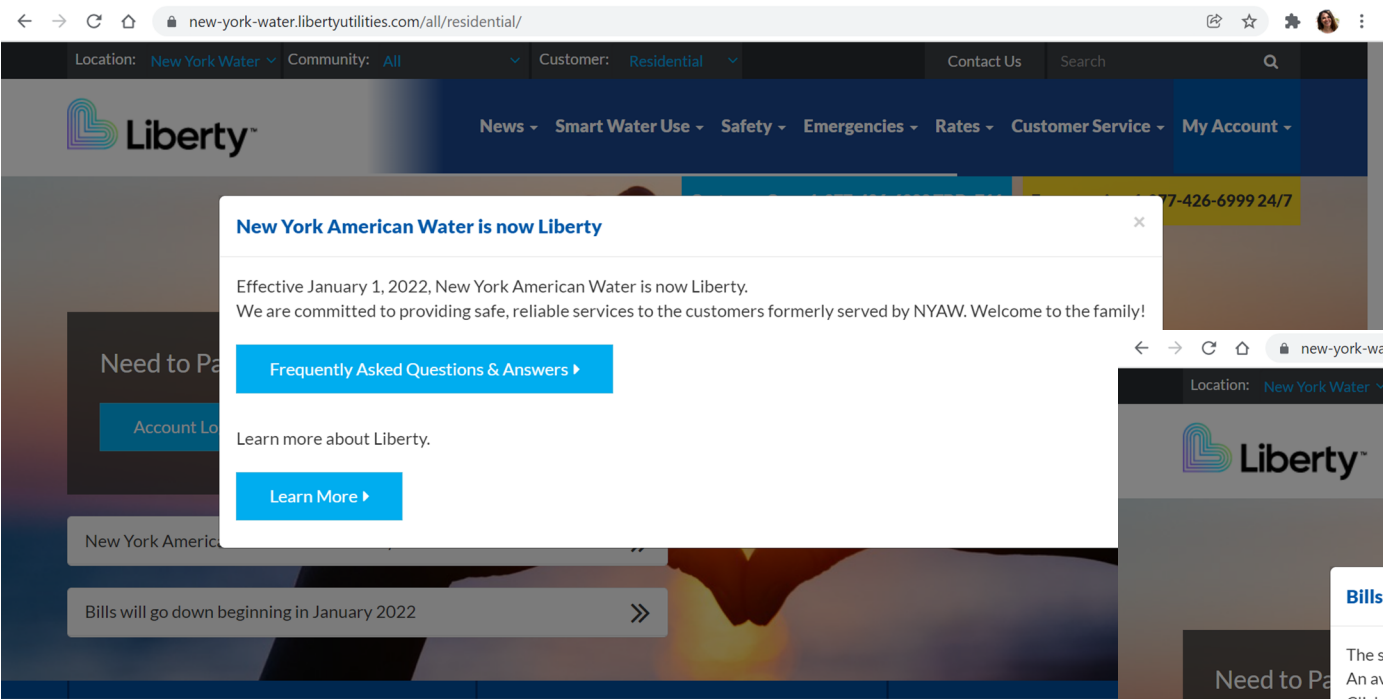 new-york-water.libertyutilities.com/all/residential/
Location: New York Water Community: All Customer: Residential Contact Us Search
Liberty™
News Smart Water Use Safety Emergencies Rates Customer Service My Account
77-426-6999 24/7
New York American Water is now Liberty ×
Effective January 1, 2022, New York American Water is now Liberty.
We are committed to providing safe, reliable services to the customers formerly served by NYAW. Welcome to the family!
Frequently Asked Questions & Answers
Learn more about Liberty.
Learn More
Need to Pa
Account Lo
New York Americ
Bills will go down beginning in January 2022
new-york-wa
Location: New York Water
Liberty™
Bills
The s
Need to Pa
An av